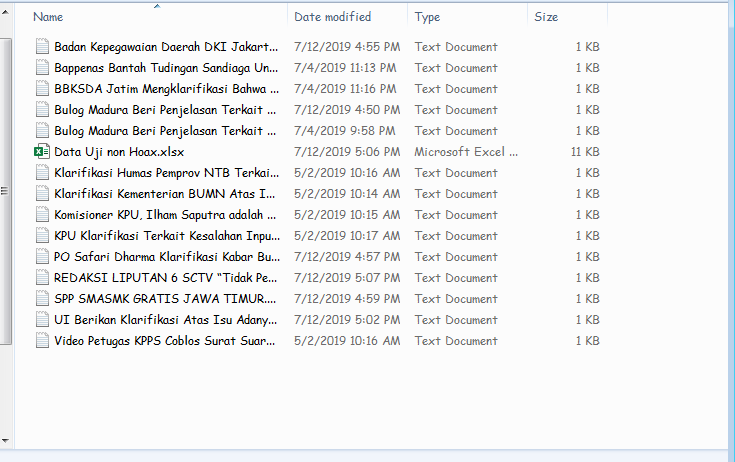 Name Date modified Type Size
Badan Kepegawaian Daerah DKI Jakart... 7/12/2019 4:55 PM Text Document 1 KB
Bappenas Bantah Tudingan Sandiaga Un... 7/4/2019 11:13 PM Text Document 1 KB
BBKSDA Jatim Mengklarifikasi Bahwa ... 7/4/2019 11:16 PM Text Document 1 KB
Bulog Madura Beri Penjelasan Terkait ... 7/12/2019 4:50 PM Text Document 1 KB
Bulog Madura Beri Penjelasan Terkait ... 7/4/2019 9:58 PM Text Document 1 KB
Data Uji non Hoax.xlsx 7/12/2019 5:06 PM Microsoft Excel ... 11 KB
Klarifikasi Humas Pemprov NTB Terkai... 5/2/2019 10:16 AM Text Document 1 KB
Klarifikasi Kementerian BUMN Atas I... 5/2/2019 10:14 AM Text Document 1 KB
Komisioner KPU, Ilham Saputra adalah ... 5/2/2019 10:15 AM Text Document 1 KB
KPU Klarifikasi Terkait Kesalahan Inpu... 5/2/2019 10:17 AM Text Document 1 KB
PO Safari Dharma Klarifikasi Kabar Bu... 7/12/2019 4:57 PM Text Document 1 KB
REDAKSI LIPUTAN 6 SCTV “Tidak Pe... 7/12/2019 5:07 PM Text Document 1 KB
SPP SMASMK GRATIS JAWA TIMUR.... 7/12/2019 4:59 PM Text Document 1 KB
UI Berikan Klarifikasi Atas Isu Adany... 7/12/2019 5:02 PM Text Document 1 KB
Video Petugas KPPS Coblos Surat Suar... 5/2/2019 10:16 AM Text Document 1 KB